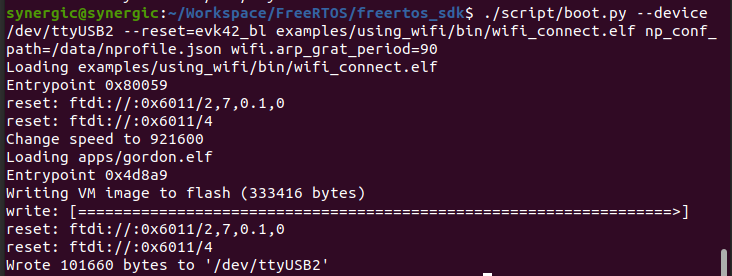 synergic@synergic:~/Workspace/FreeRTOS/freertos_sdk$ ./script/boot.py --device
/dev/ttyUSB2 --reset=evk42_bl examples/using_wifi/bin/wifi_connect.elf np_conf_
path=/data/nprofile.json wifi.arp_grat_period=90
Loading examples/using_wifi/bin/wifi_connect.elf
Entrypoint 0x80059
reset: ftdi://:0x6011/2,7,0.1,0
reset: ftdi://:0x6011/4
Change speed to 921600
Loading apps/gordon.elf
Entrypoint 0x4d8a9
Writing VM image to flash (333416 bytes)
write: [==================================================================>]
reset: ftdi://:0x6011/2,7,0.1,0
reset: ftdi://:0x6011/4
Wrote 101660 bytes to '/dev/ttyUSB2'